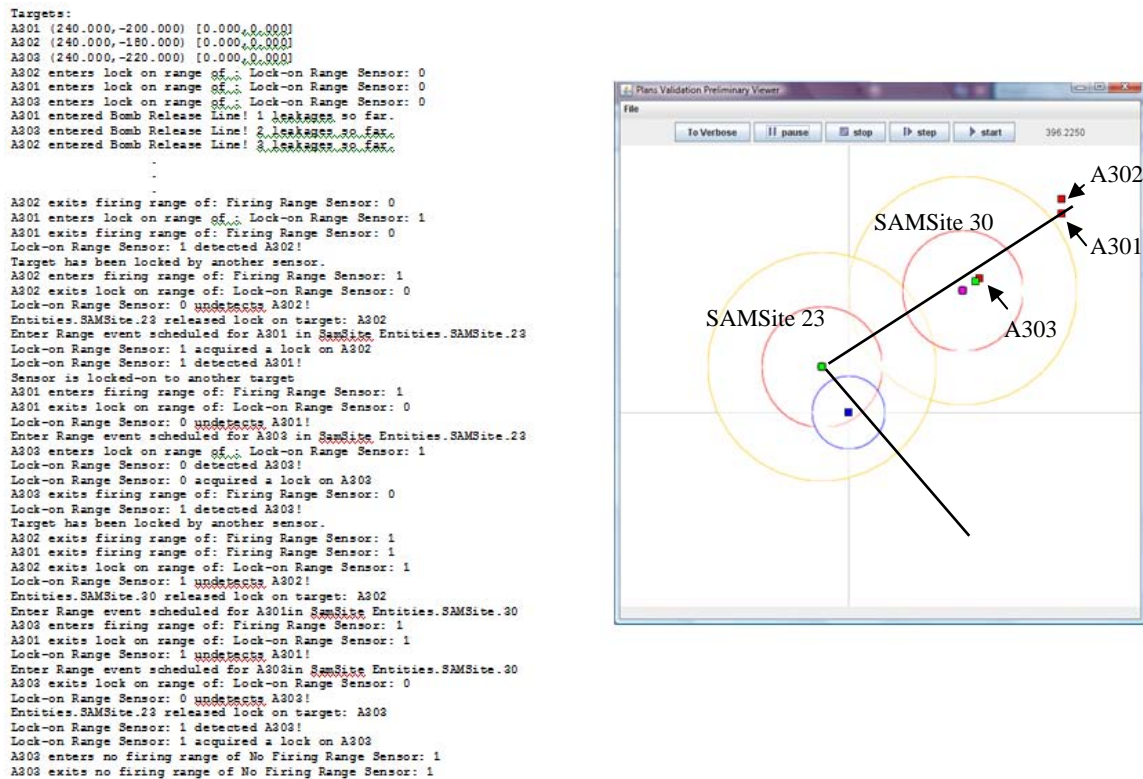 Targets:
A301 (240.000,-200.000) [0.000,0.000]
A302 (240.000,-180.000) [0.000,0.000]
A303 (240.000,-220.000) [0.000,0.000]
A302 enters lock on range of : Lock-on Range Sensor: 0
A301 enters lock on range of : Lock-on Range Sensor: 0
A303 enters lock on range of : Lock-on Range Sensor: 0
A301 entered Bomb Release Line! 1 leakages so far.
A303 entered Bomb Release Line! 2 leakages so far.
A302 entered Bomb Release Line! 3 leakages so far.
-
-
-
A302 exits firing range of: Firing Range Sensor: 0
A301 enters lock on range of : Lock-on Range Sensor: 1
A301 exits firing range of: Firing Range Sensor: 0
Lock-on Range Sensor: 1 detected A302!
Target has been locked by another sensor.
A302 enters firing range of: Firing Range Sensor: 1
A302 exits lock on range of: Lock-on Range Sensor: 0
Lock-on Range Sensor: 0 undetects A302!
Entities.SAMSite.23 released lock on target: A302
Enter Range event scheduled for A301 in SamSite Entities.SAMSite.23
Lock-on Range Sensor: 1 acquired a lock on A302
Lock-on Range Sensor: 1 detected A301!
Sensor is locked-on to another target
A301 enters firing range of: Firing Range Sensor: 1
A301 exits lock on range of: Lock-on Range Sensor: 0
Lock-on Range Sensor: 0 undetects A301!
Enter Range event scheduled for A303 in SamSite Entities.SAMSite.23
A303 enters lock on range of : Lock-on Range Sensor: 1
Lock-on Range Sensor: 0 detected A303!
Lock-on Range Sensor: 0 acquired a lock on A303
A303 exits firing range of: Firing Range Sensor: 0
Lock-on Range Sensor: 1 detected A303!
Target has been locked by another sensor.
A302 exits firing range of: Firing Range Sensor: 1
A301 exits firing range of: Firing Range Sensor: 1
A302 exits lock on range of: Lock-on Range Sensor: 1
Lock-on Range Sensor: 1 undetects A302!
Entities.SAMSite.30 released lock on target: A302
Enter Range event scheduled for A301in SamSite Entities.SAMSite.30
A303 enters firing range of: Firing Range Sensor: 1
A301 exits lock on range of: Lock-on Range Sensor: 1
Lock-on Range Sensor: 1 undetects A301!
Enter Range event scheduled for A303in SamSite Entities.SAMSite.30
A303 exits lock on range of: Lock-on Range Sensor: 0
Lock-on Range Sensor: 0 undetects A303!
Entities.SAMSite.23 released lock on target: A303
Lock-on Range Sensor: 1 detected A303!
Lock-on Range Sensor: 1 acquired a lock on A303
A303 enters no firing range of No Firing Range Sensor: 1
A303 exits no firing range of No Firing Range Sensor: 1
Plans Validation Preliminary Viewer
File
To Verbose pause stop step start 396.2250
A302
SAMSite 30
A301
SAMSite 23
A303